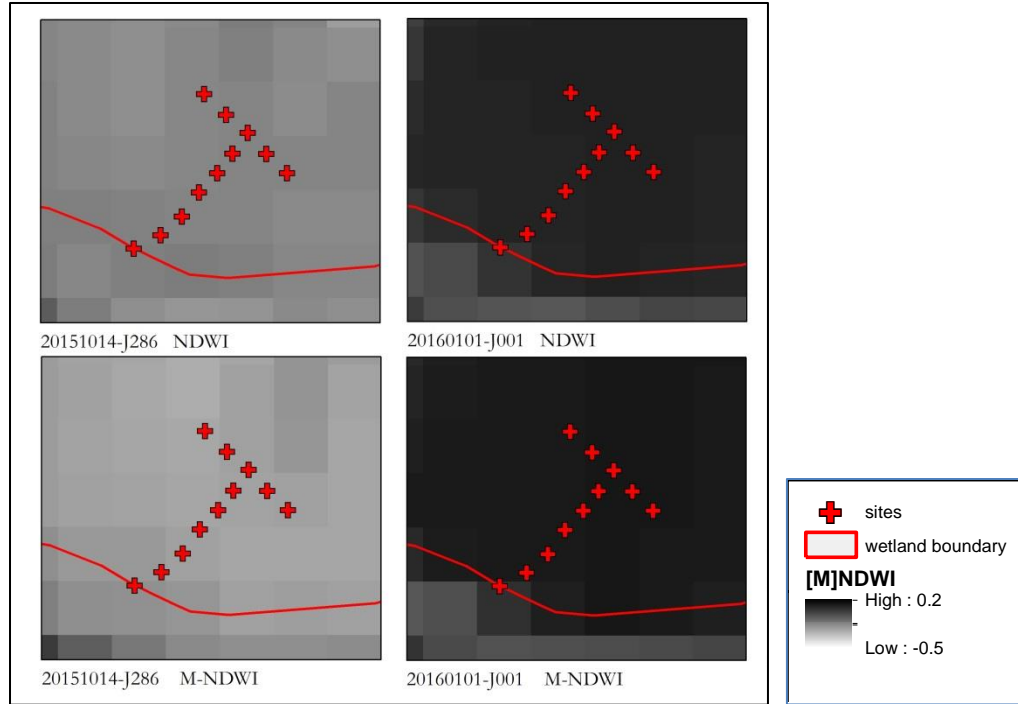 20151014-J286 NDWI
20160101-J001 NDWI
20151014-J286 M-NDWI
20160101-J001 M-NDWI
sites
wetland boundary
[M]NDWI
High : 0.2
Low : -0.5